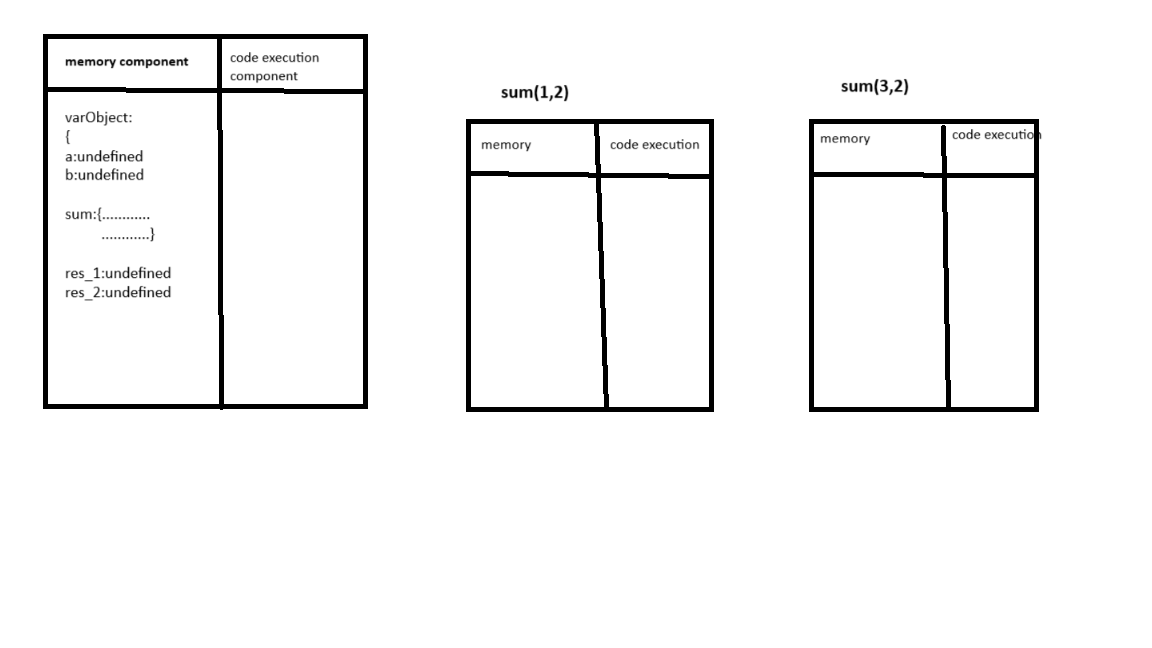 memory component
code execution
component
varObject:
{
a:undefined
b:undefined
sum:{............
............}
res_1:undefined
res_2:undefined
sum(1,2)
memory
code execution
sum(3,2)
memory
code execution